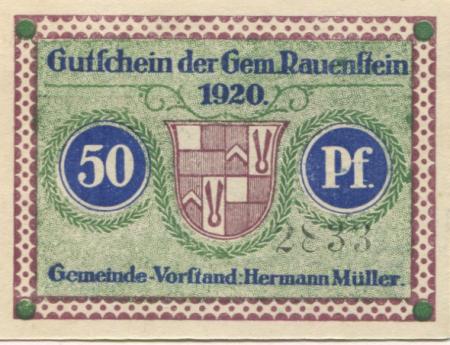 Gutſchein der Gem. Rauenſtein
1920.
50 Pf.
2833
Gemeinde-Vorſtand: Hermann Müller.